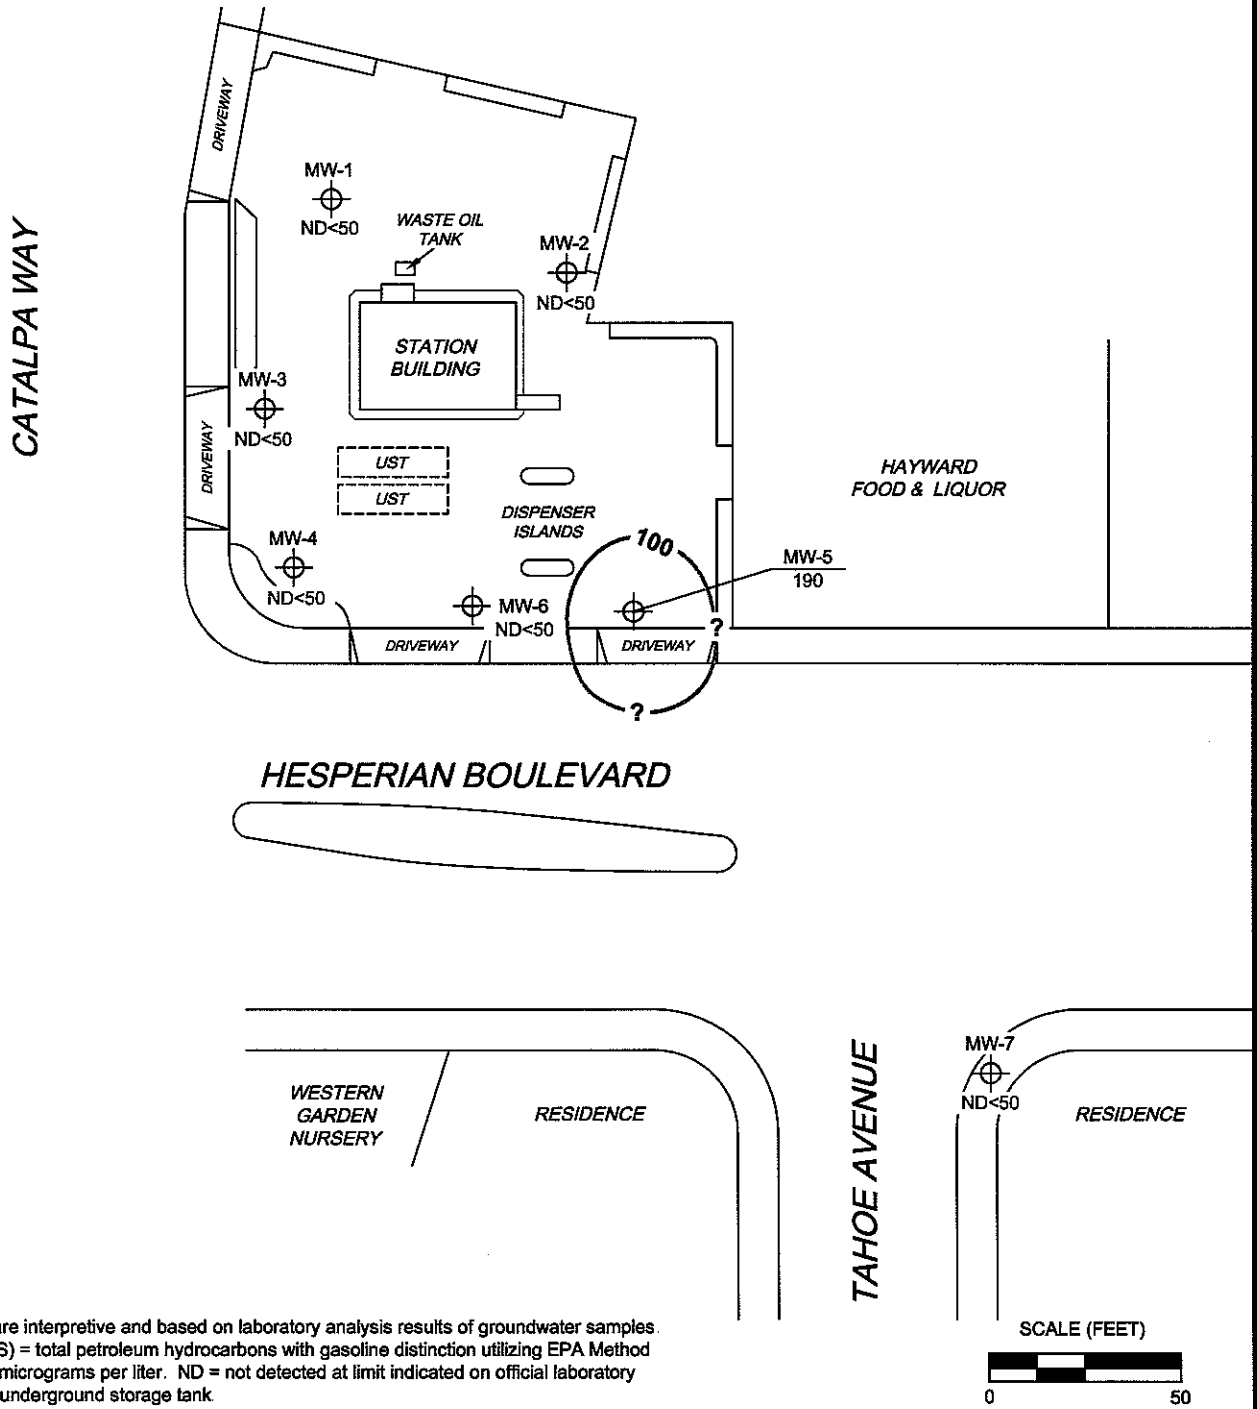 DRIVEWAY
MW-1
ND<50
WASTE OIL
TANK
MW-2
ND<50
CATALPA WAY
STATION
BUILDING
MW-3
ND<50
DRIVEWAY
UST
UST
HAYWARD
FOOD & LIQUOR
DISPENSER
ISLANDS
MW-4
ND<50
100
MW-5
190
MW-6
ND<50
?
DRIVEWAY
DRIVEWAY
?
HESPERIAN BOULEVARD
MW-7
ND<50
WESTERN
GARDEN
NURSERY
RESIDENCE
TAHOE AVENUE
RESIDENCE
re interpretive and based on laboratory analysis results of groundwater samples.
S) = total petroleum hydrocarbons with gasoline distinction utilizing EPA Method
micrograms per liter. ND = not detected at limit indicated on official laboratory
underground storage tank.
SCALE (FEET)
0 50